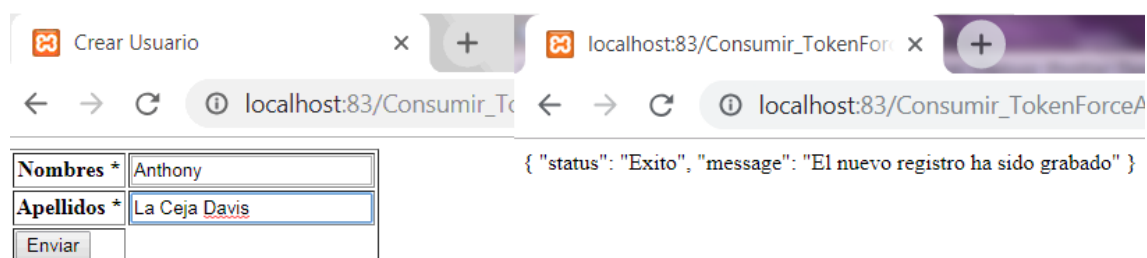 Crear Usuario
localhost:83/Consumir_To
Nombres * Anthony
Apellidos * La Ceja Davis
Enviar
localhost:83/Consumir_TokenForc
localhost:83/Consumir_TokenForceA
{ "status": "Exito", "message": "El nuevo registro ha sido grabado" }